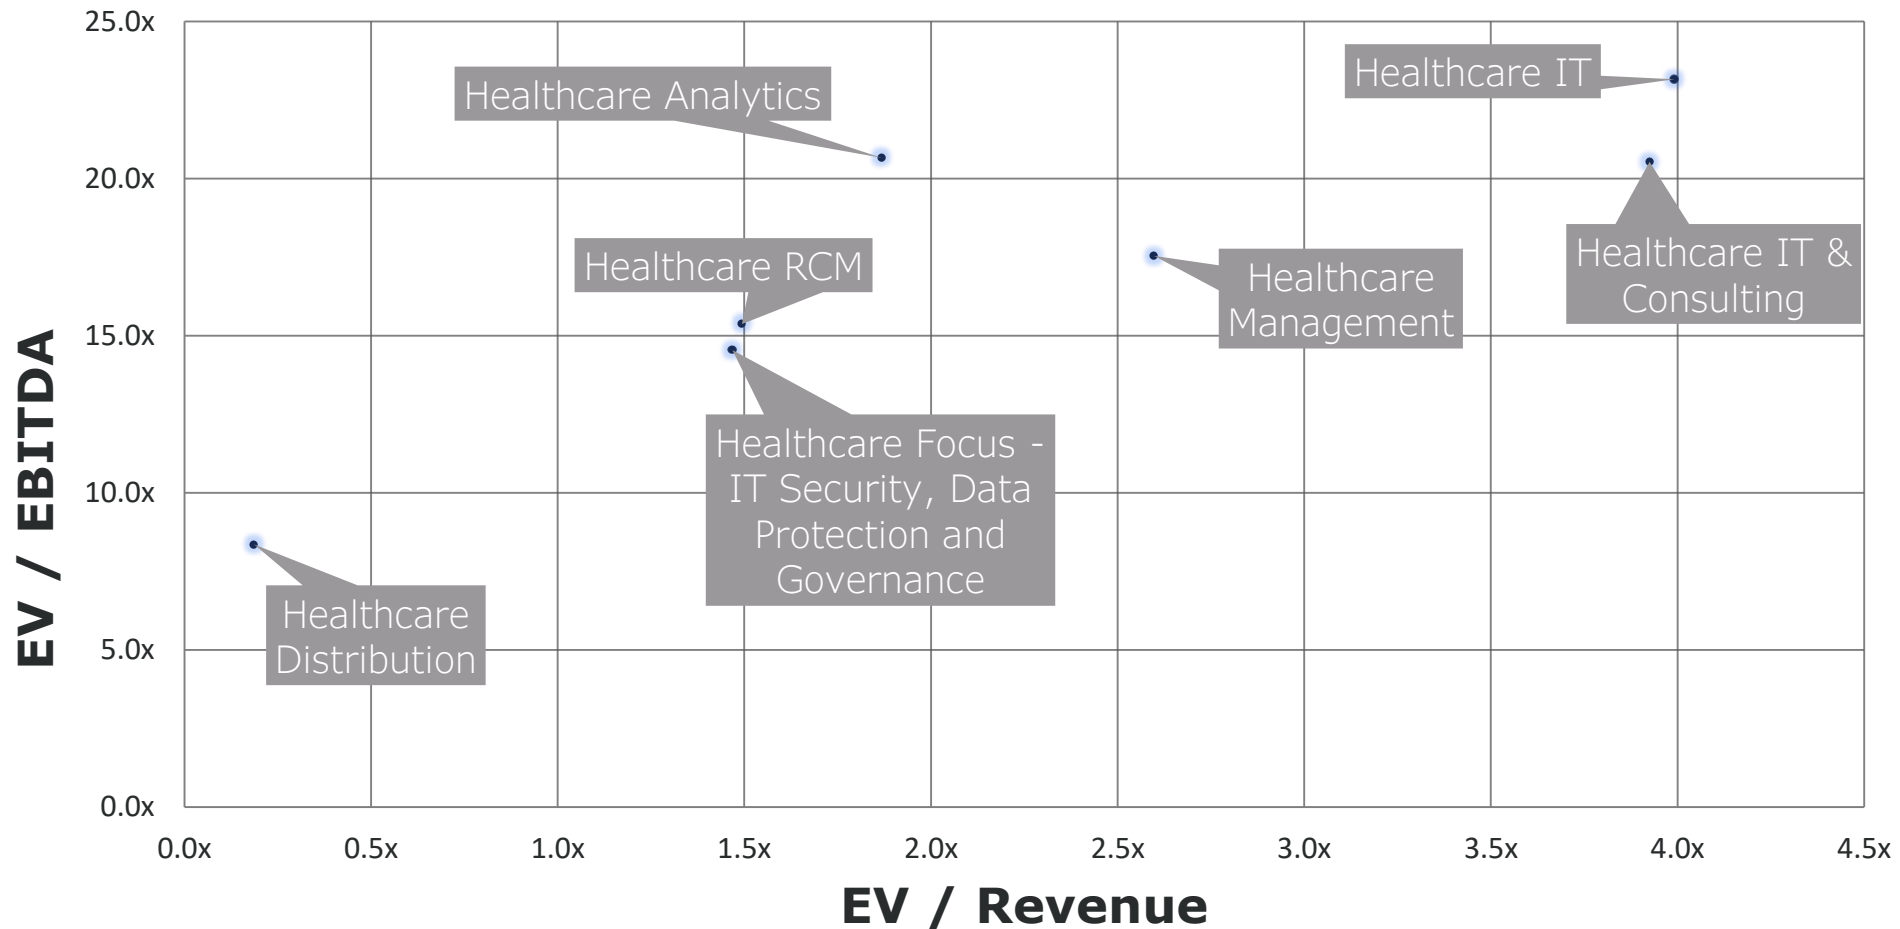 25.0x
20.0x
15.0x
10.0x
5.0x
0.0x
EV / EBITDA
Healthcare IT
Healthcare Analytics
Healthcare IT &
Consulting
Healthcare RCM
Healthcare
Management
Healthcare Focus -
IT Security, Data
Protection and
Governance
Healthcare
Distribution
0.0x
0.5x
1.0x
1.5x
2.0x
2.5x
3.0x
3.5x
4.0x
4.5x
EV / Revenue